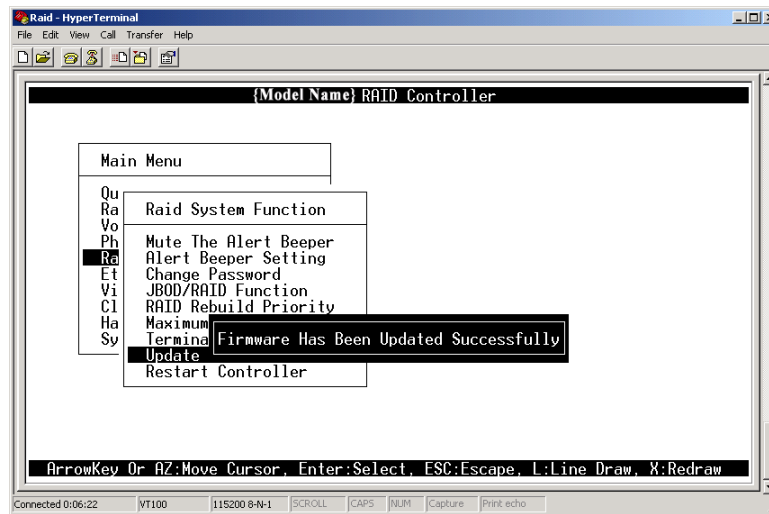 Raid - HyperTerminal
File Edit View Call Transfer Help
{Model Name} RAID Controller
Main Menu
Qu
Ra
Vo
Ph
Ra
Et
Vi
Cl
Ha
Sy
Raid System Function
Mute The Alert Beeper
Alert Beeper Setting
Change Password
JBOD/RAID Function
RAID Rebuild Priority
Maximum
Termina
Update
Restart Controller
Firmware Has Been Updated Successfully
ArrowKey Or AZ:Move Cursor, Enter:Select, ESC:Escape, L:Line Draw, X:Redraw
Connected 0:06:22 VT100 115200 8-N-1 SCROLL CAPS NUM Capture Print echo